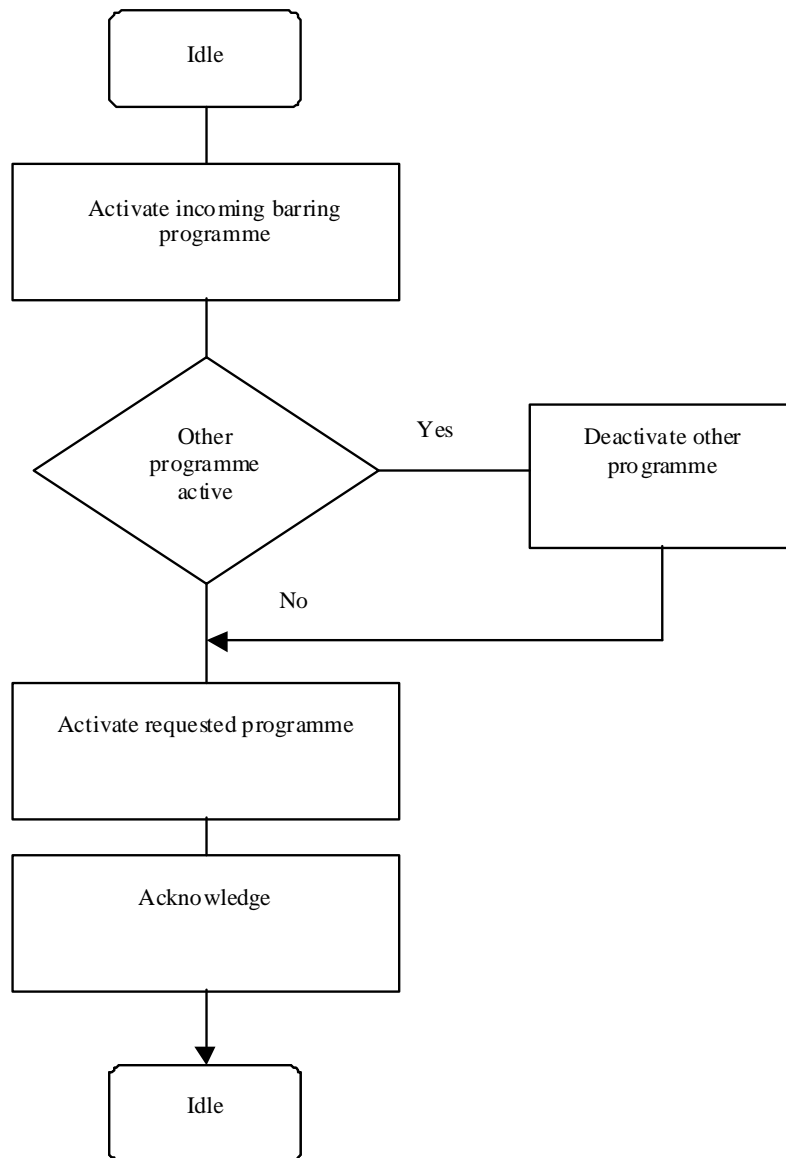 Idle
Activate incoming barring
programme
Other
programme
active
Yes
Deactivate other
programme
No
Activate requested programme
Acknowledge
Idle